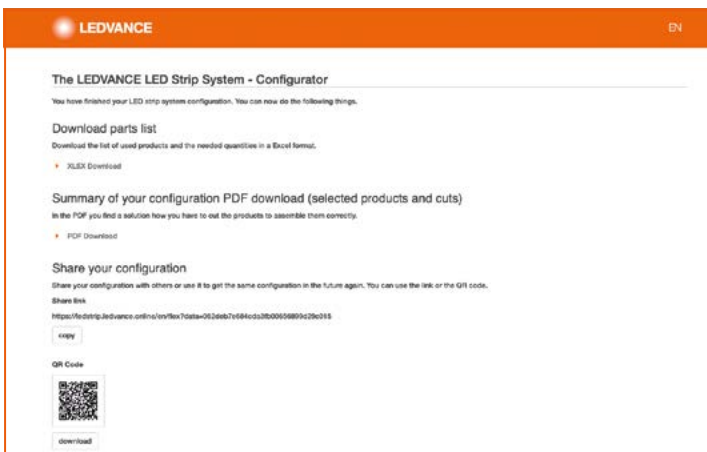 LEDVANCE
EN
The LEDVANCE LED Strip System - Configurator
You have finished your LED strip system configuration. You can now do the following things.
Download parts list
Download the list of used products and the needed quantities in a Excel format.
XLSX Download
Summary of your configuration PDF download (selected products and cuts)
In the PDF you find a solution how you have to cut the products to assemble them correctly.
PDF Download
Share your configuration
Share your configuration with others or use it to get the same configuration in the future again. You can use the link or the QR code.
Share link
copy
QR Code
download